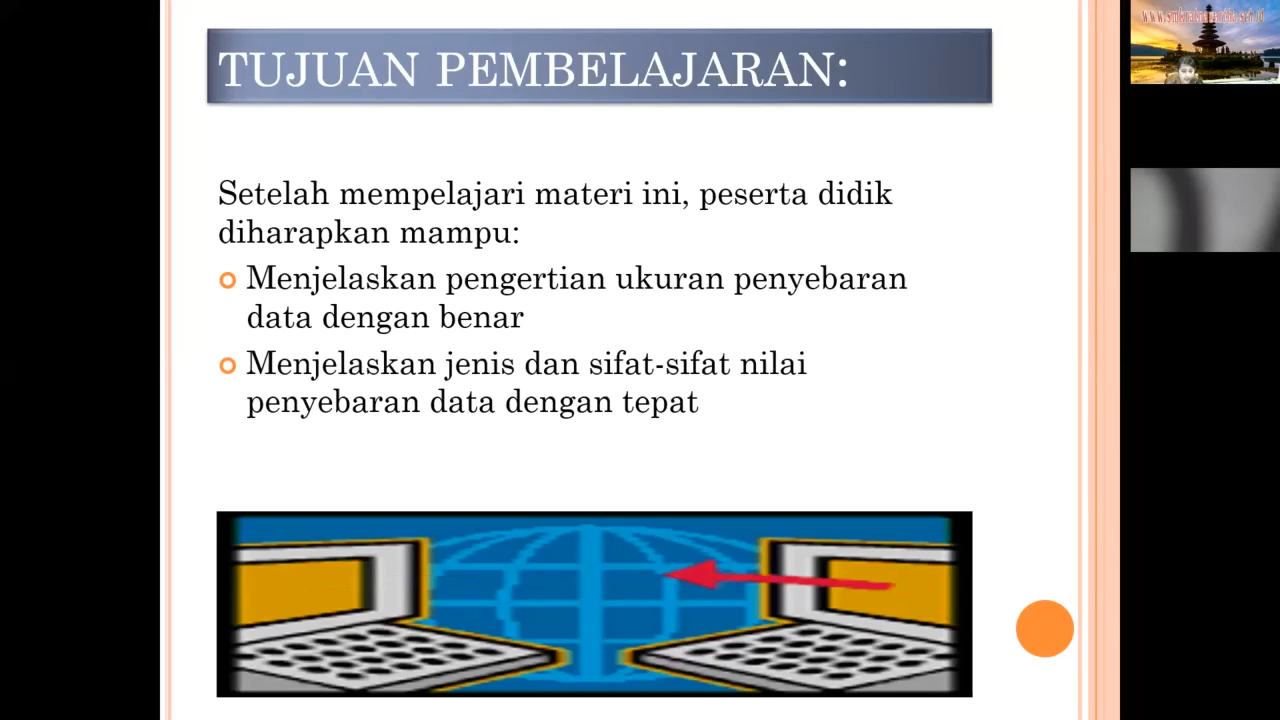 TUJUAN PEMBELAJARAN:
Setelah mempelajari materi ini, peserta didik
diharapkan mampu:
Menjelaskan pengertian ukuran penyebaran
data dengan benar
Menjelaskan jenis dan sifat-sifat nilai
penyebaran data dengan tepat